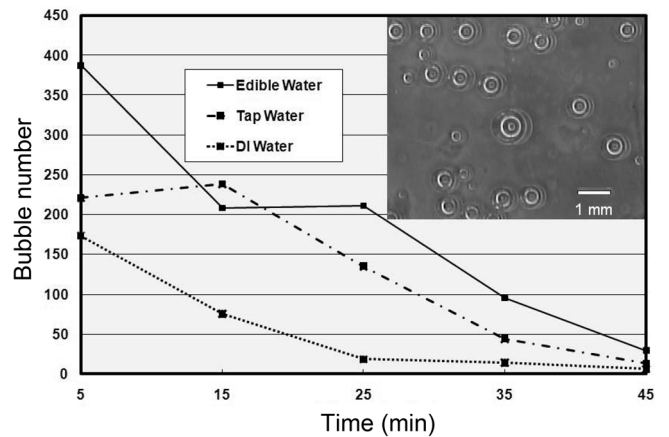 450
400
350
300
250
200
150
100
50
0
Bubble number
Edible Water
Tap Water
DI Water
1 mm
5 15 25 35 45
Time (min)